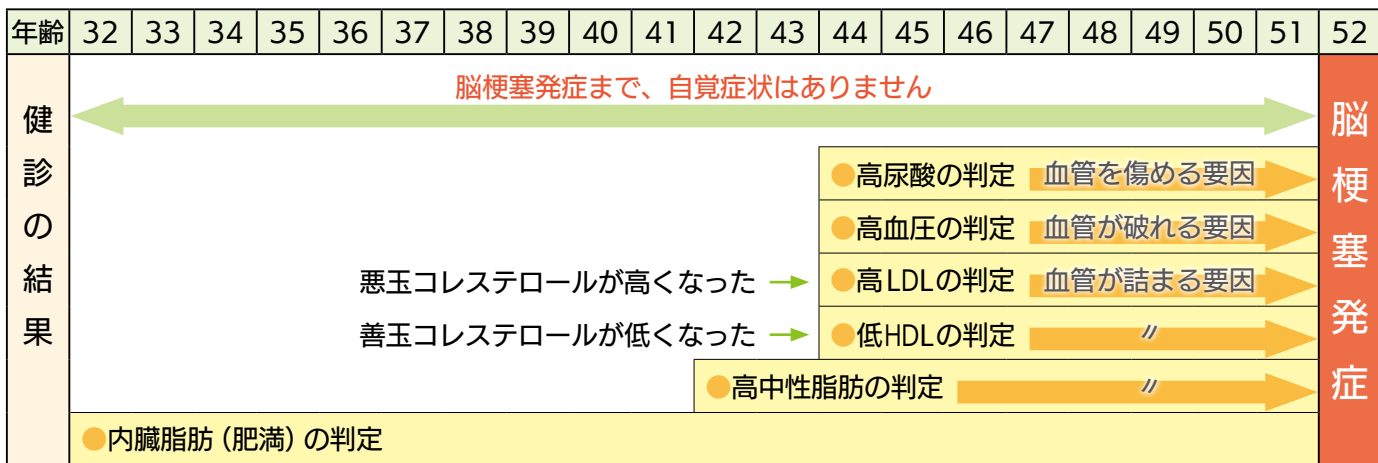 年齢 32 33 34 35 36 37 38 39 40 41 42 43 44 45 46 47 48 49 50 51 52
健診の結果
脳梗塞発症まで、自覚症状はありません
●高尿酸の判定 血管を傷める要因
●高血圧の判定 血管が破れる要因
悪玉コレステロールが高くなった → ●高LDLの判定 血管が詰まる要因
善玉コレステロールが低くなった → ●低HDLの判定 〃
●高中性脂肪の判定 〃
●内臓脂肪(肥満)の判定
脳梗塞発症